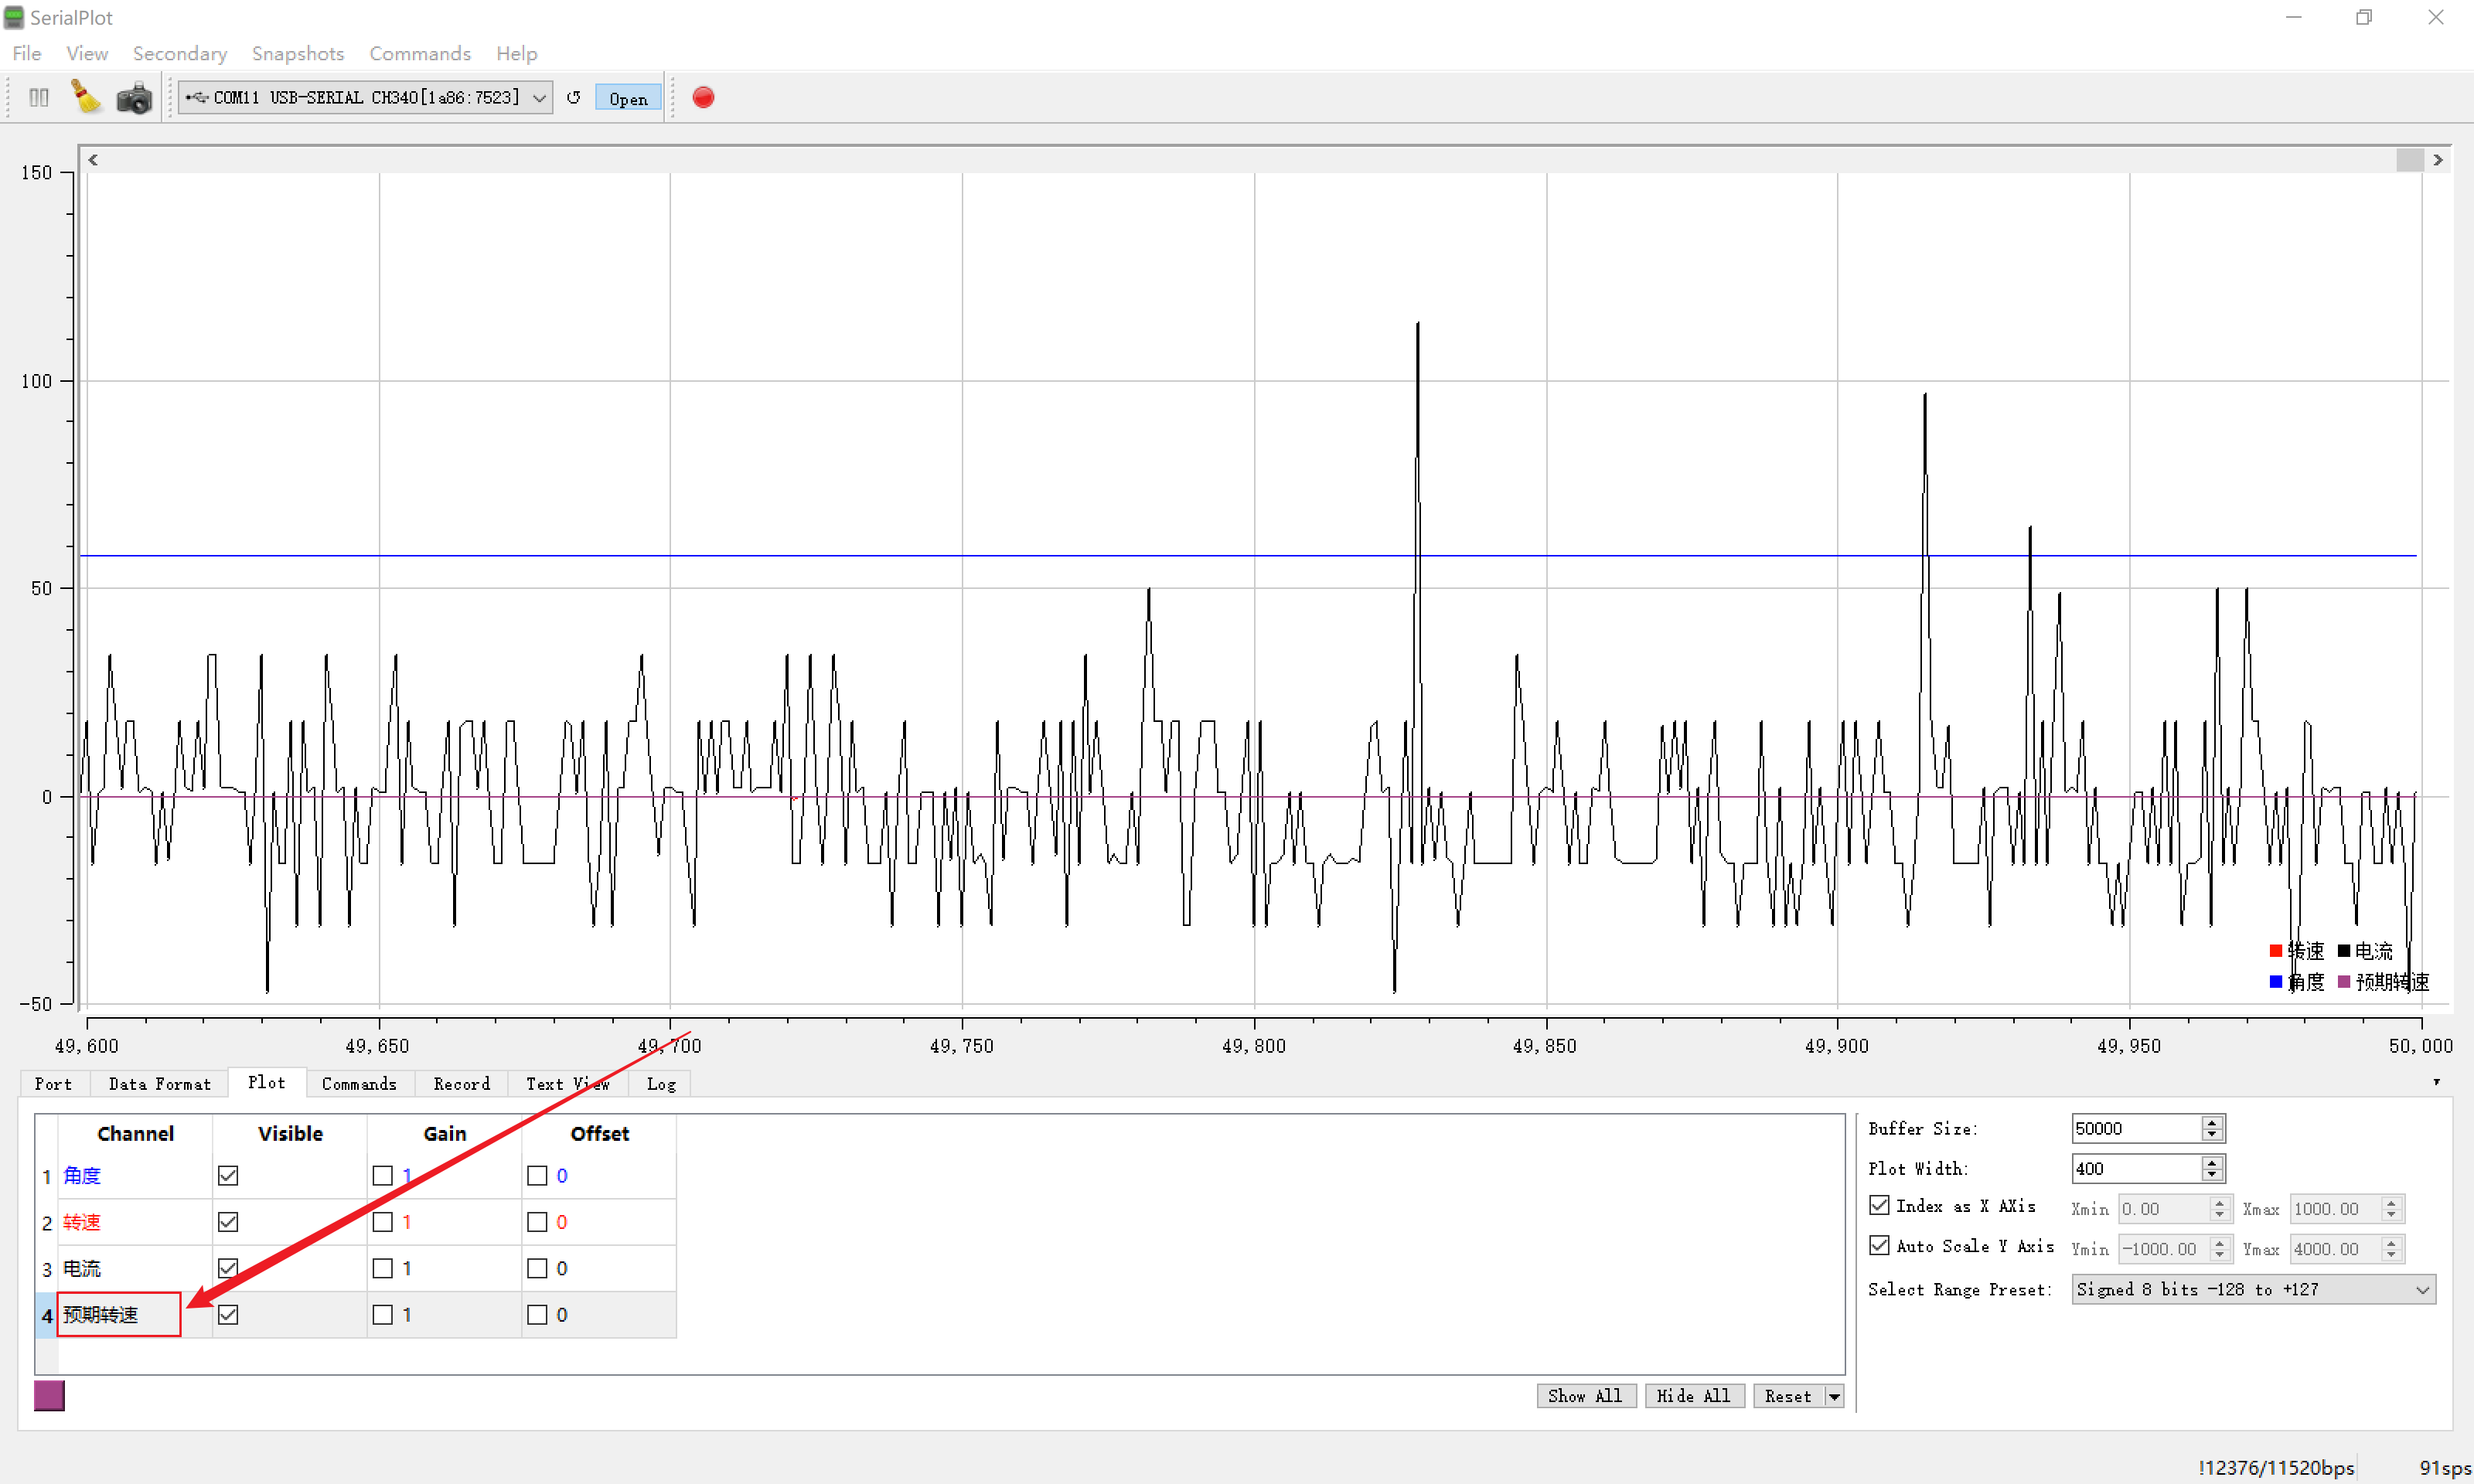 SerialPlot
File View Secondary Snapshots Commands Help
COM11 USB-SERIAL CH340[1a86:7523] Open
150
100
50
0
-50
转速 电流
角度 预期转速
49,600 49,650 49,700 49,750 49,800 49,850 49,900 49,950 50,000
Port Data Format Plot Commands Record Text View Log
Channel Visible Gain Offset
1 角度 1 0
2 转速 1 0
3 电流 1 0
4 预期转速 1 0
Show All Hide All Reset
Buffer Size: 50000
Plot Width: 400
Index as X AXis Xmin 0.00 Xmax 1000.00
Auto Scale Y Axis Ymin -1000.00 Ymax 4000.00
Select Range Preset: Signed 8 bits -128 to +127
!12376/11520bps 91sps